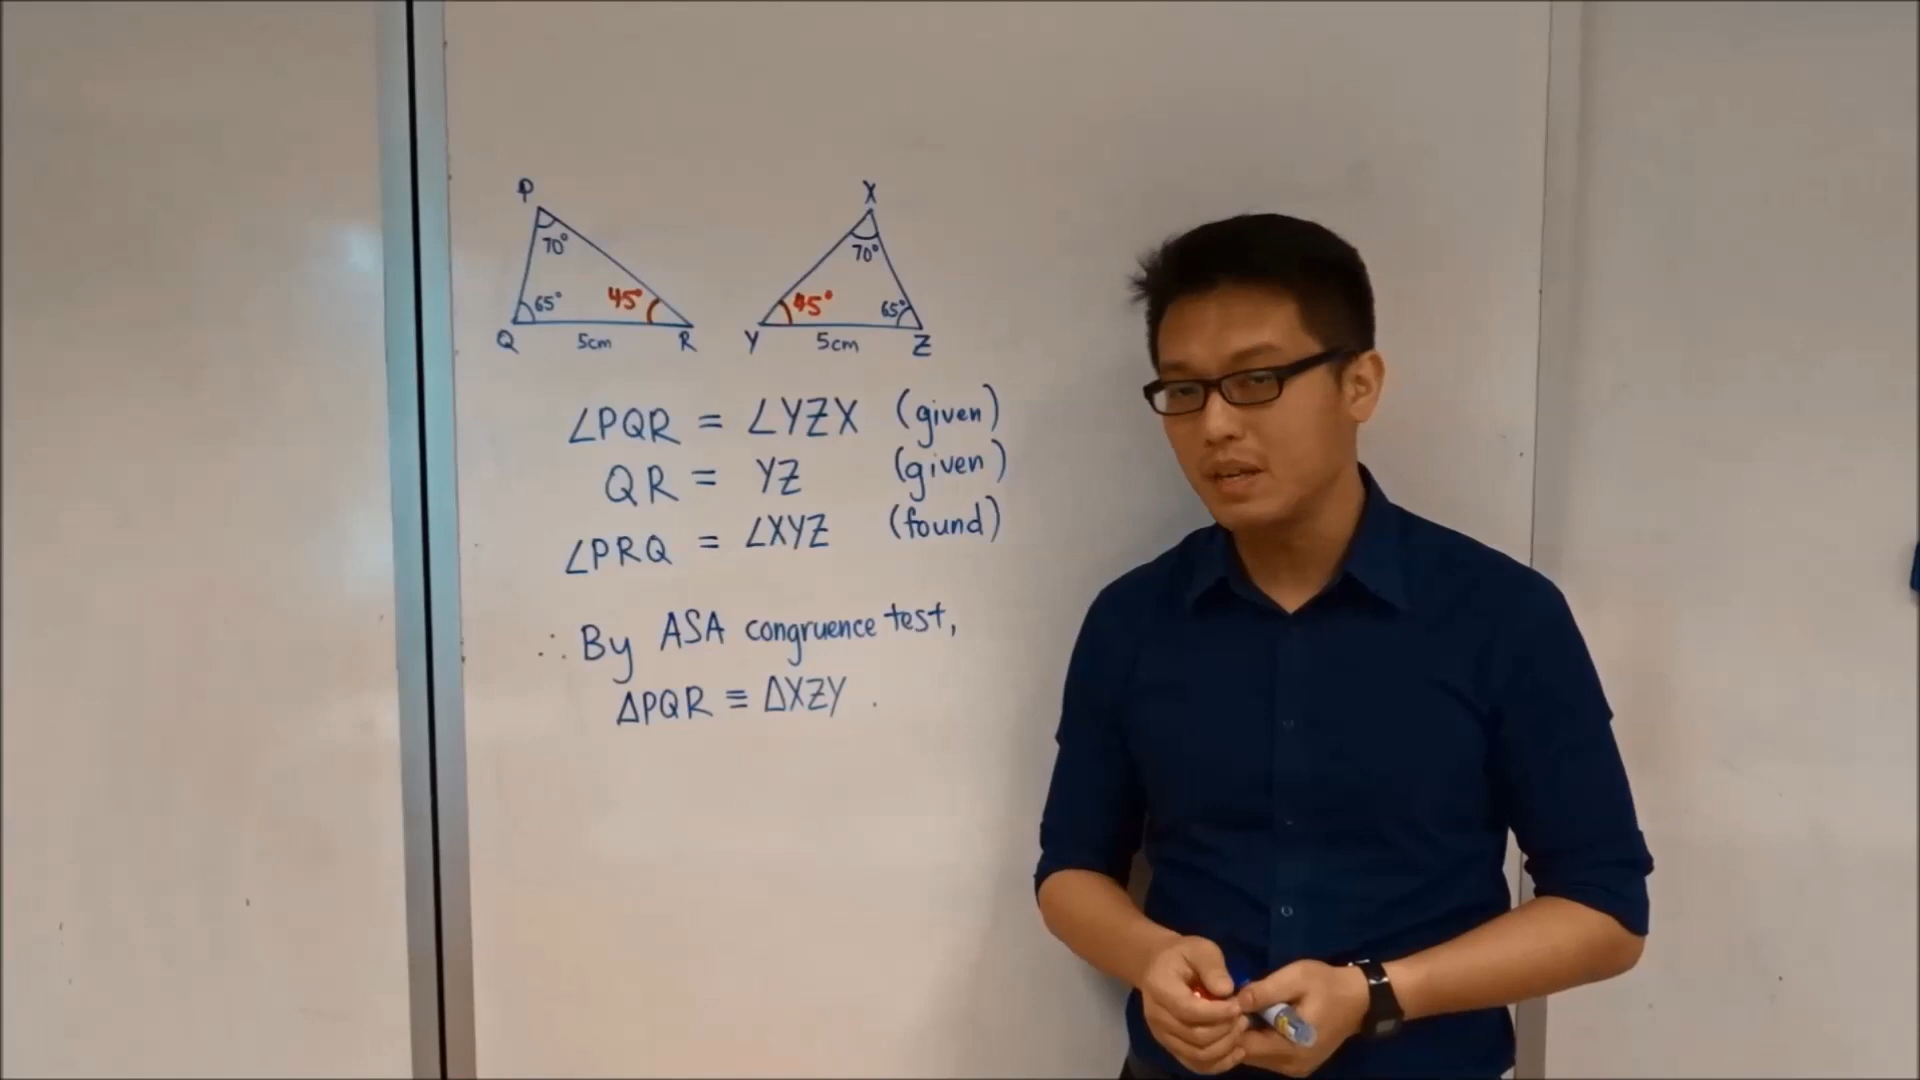 P X
70° 70°
65° 45° 45° 65°
Q 5cm R Y 5cm Z
∠PQR = ∠YZX (given)
QR = YZ (given)
∠PRQ = ∠XYZ (found)
∴ By ASA congruence test,
ΔPQR ≡ ΔXZY .